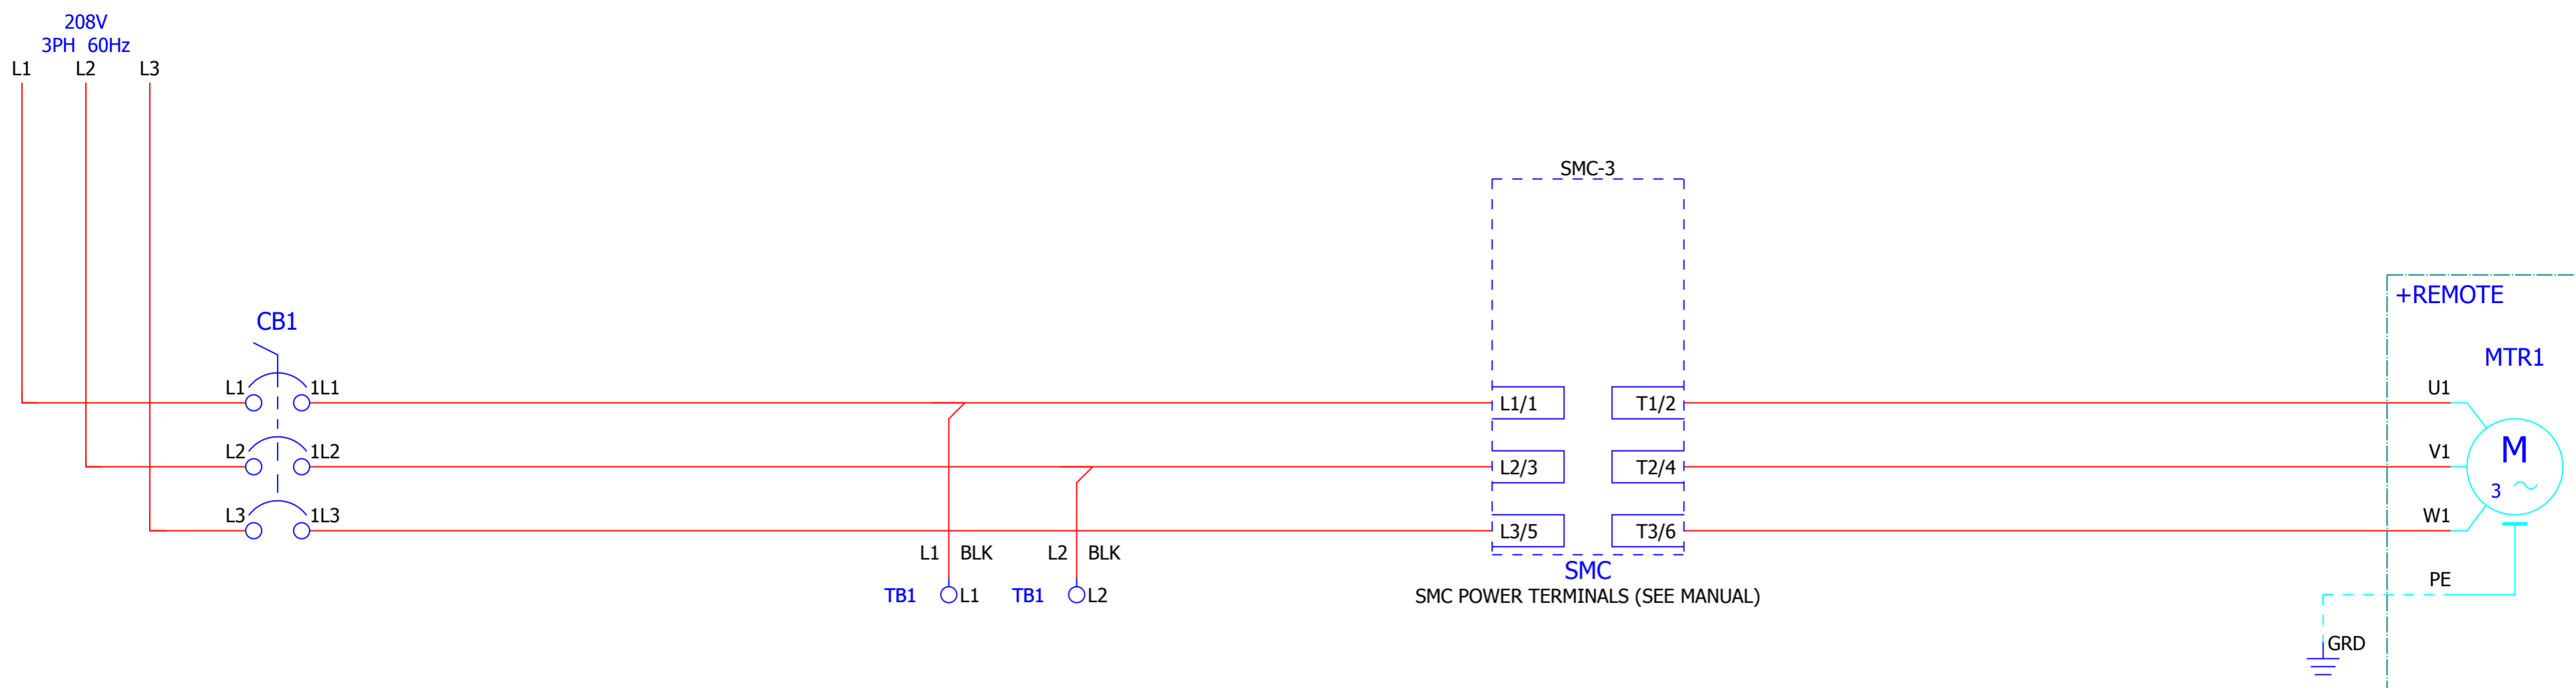 208V
3PH 60Hz
L1 L2 L3
SMC-3
+REMOTE
CB1
MTR1
L1 1L1
L1/1 T1/2
U1
L2 1L2
L2/3 T2/4
V1
M
3
L3 1L3
L3/5 T3/6
W1
L1 BLK L2 BLK
SMC
PE
TB1 L1 TB1 L2
SMC POWER TERMINALS (SEE MANUAL)
GRD